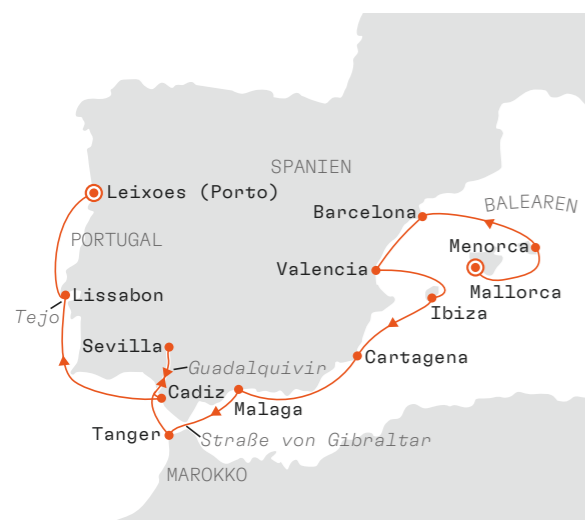 SPANIEN
Leixoes (Porto)
BALEAREN
Barcelona
PORTUGAL
Menorca
Valencia
Mallorca
Lissabon
Ibiza
Tejo
Sevilla
Cartagena
Guadalquivir
Cadiz
Malaga
Tanger
Straße von Gibraltar
MAROKKO